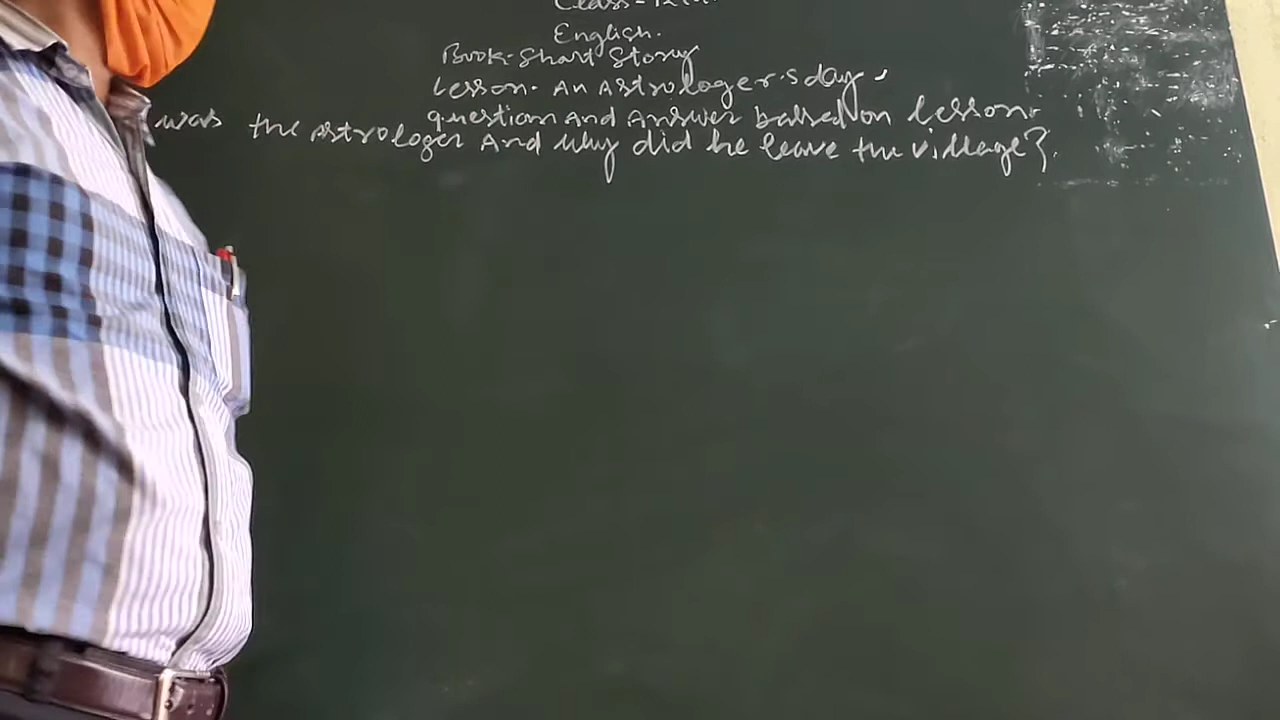 English.
Book-Short Story
Lesson. An Astrologer.s day.
question And Answer based on lesson.
was the astrologer And why did he leave the village?